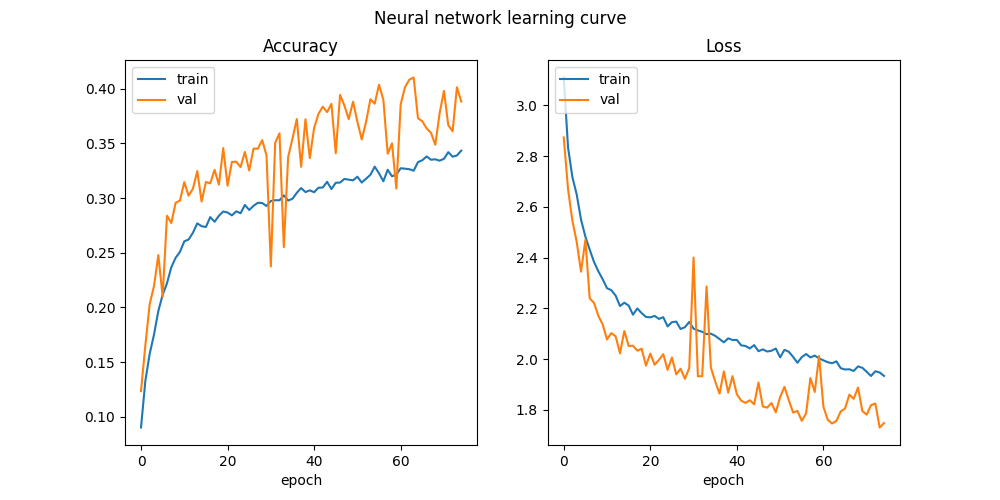 Neural network learning curve
Accuracy
train
val
0.40
0.35
0.30
0.25
0.20
0.15
0.10
0 20 40 60
epoch
Loss
train
val
3.0
2.8
2.6
2.4
2.2
2.0
1.8
0 20 40 60
epoch